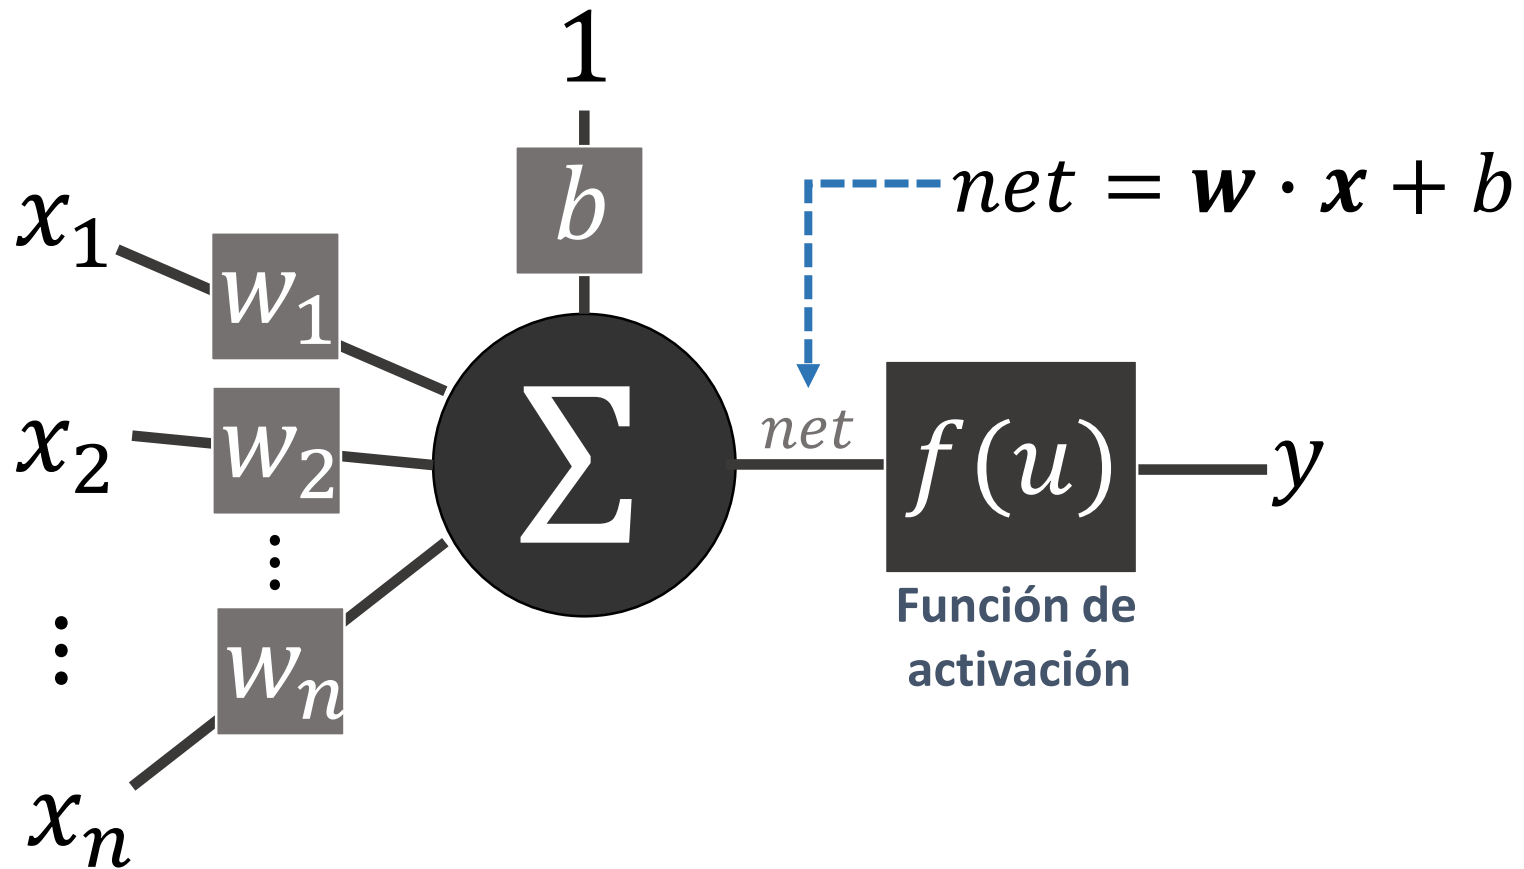 1
b
net = w · x + b
x₁
w₁
x₂
w₂
⋮
⋮
wₙ
xₙ
Σ
net
f(u)
y
Función de
activación